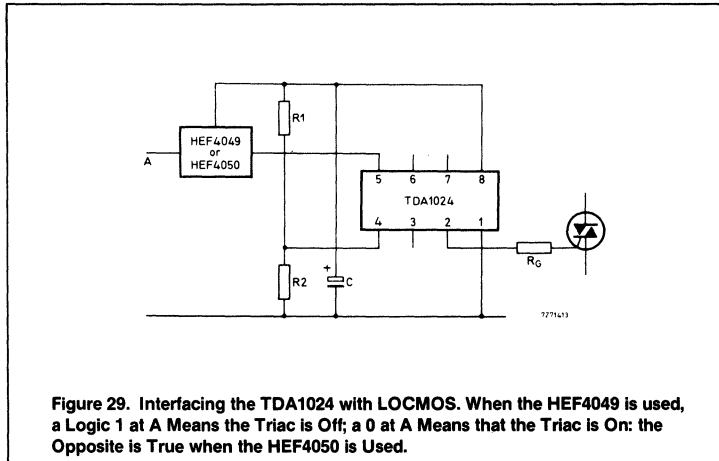 R1
HEF4049
or
HEF4050
A
5 6 7 8
TDA1024
4 3 2 1
R2
+
C
RG
7Z71413
Figure 29. Interfacing the TDA1024 with LOCMOS. When the HEF4049 is used,
a Logic 1 at A Means the Triac is Off; a 0 at A Means that the Triac is On: the
Opposite is True when the HEF4050 is Used.